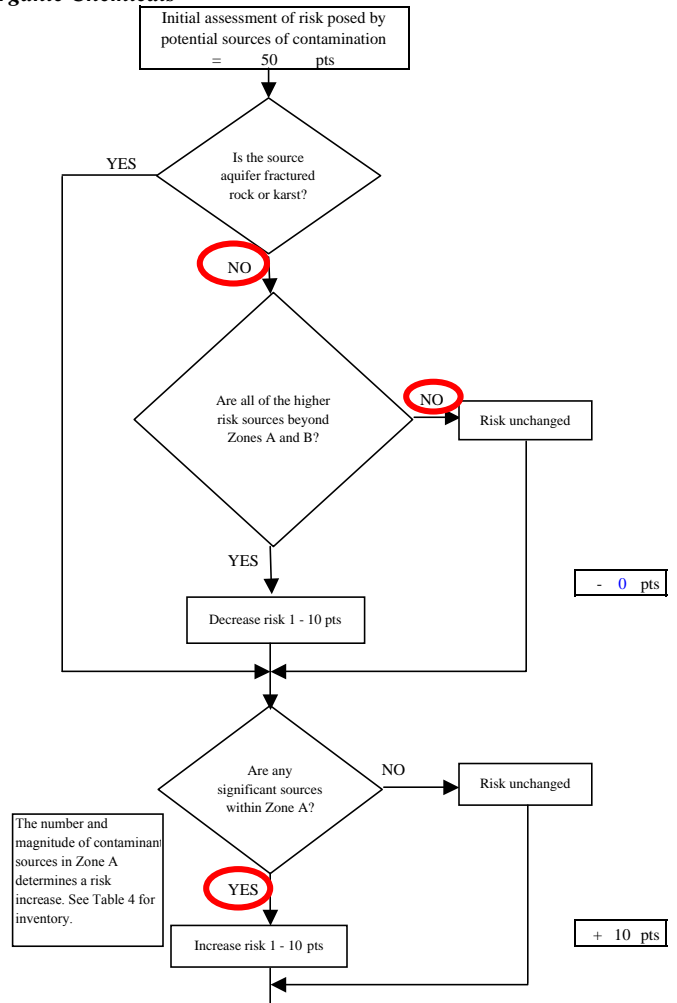 Initial assessment of risk posed by
potential sources of contamination
= 50 pts
YES
Is the source
aquifer fractured
rock or karst?
NO
Are all of the higher
risk sources beyond
Zones A and B?
NO
Risk unchanged
YES
- 0 pts
Decrease risk 1 - 10 pts
Are any
significant sources
within Zone A?
NO
Risk unchanged
The number and
magnitude of contaminant
sources in Zone A
determines a risk
increase. See Table 4 for
inventory.
YES
+ 10 pts
Increase risk 1 - 10 pts